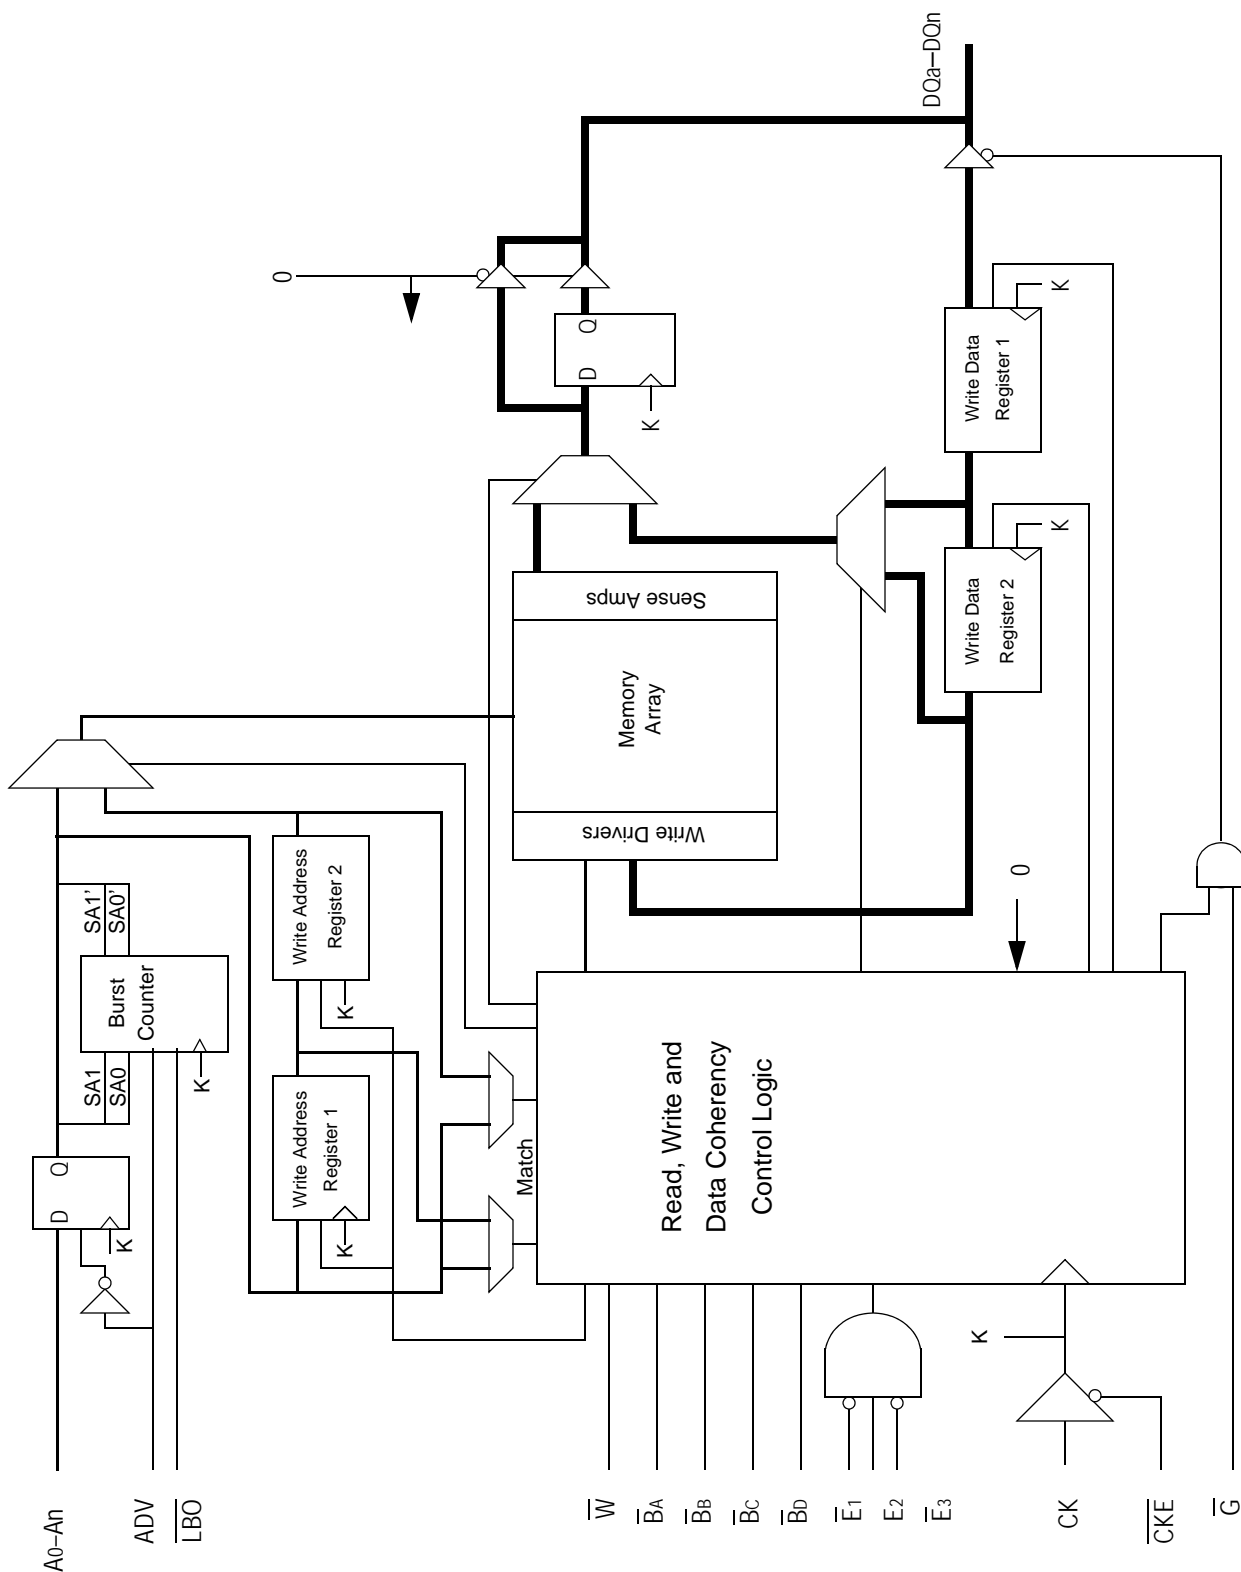 A0–An
ADV
LBO
W
BA
BB
BC
BD
E1
E2
E3
CK
CKE
G
D Q
K
SA1
SA0
Burst
Counter
SA1’
SA0’
K
Write Address
Register 1
K
Write Address
Register 2
K
Match
Read, Write and
Data Coherency
Control Logic
K
0
Write Drivers
Memory
Array
Sense Amps
Write Data
Register 2
K
Write Data
Register 1
K
D Q
K
0
DQa–DQn